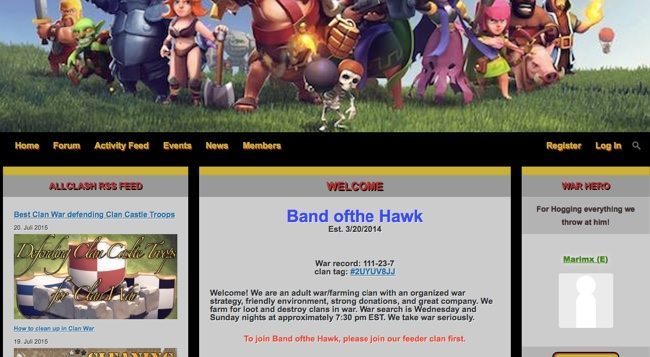 Home Forum Activity Feed Events News Members Register Log In
ALLCLASH RSS FEED
Best Clan War defending Clan Castle Troops
20. Juli 2015
Defending Clan Castle Troops
for Clan War
How to clean up in Clan War
19. Juli 2015
WELCOME
Band ofthe Hawk
Est. 3/20/2014
War record: 111-23-7
clan tag: #2UYUV8JJ
Welcome! We are an adult war/farming clan with an organized war
strategy, friendly environment, strong donations, and great company. We
farm for loot and destroy clans in war. War search is Wednesday and
Sunday nights at approximately 7:30 pm EST. We take war seriously.
To join Band ofthe Hawk, please join our feeder clan first.
WAR HERO
For Hogging everything we
throw at him!
Marimx (E)